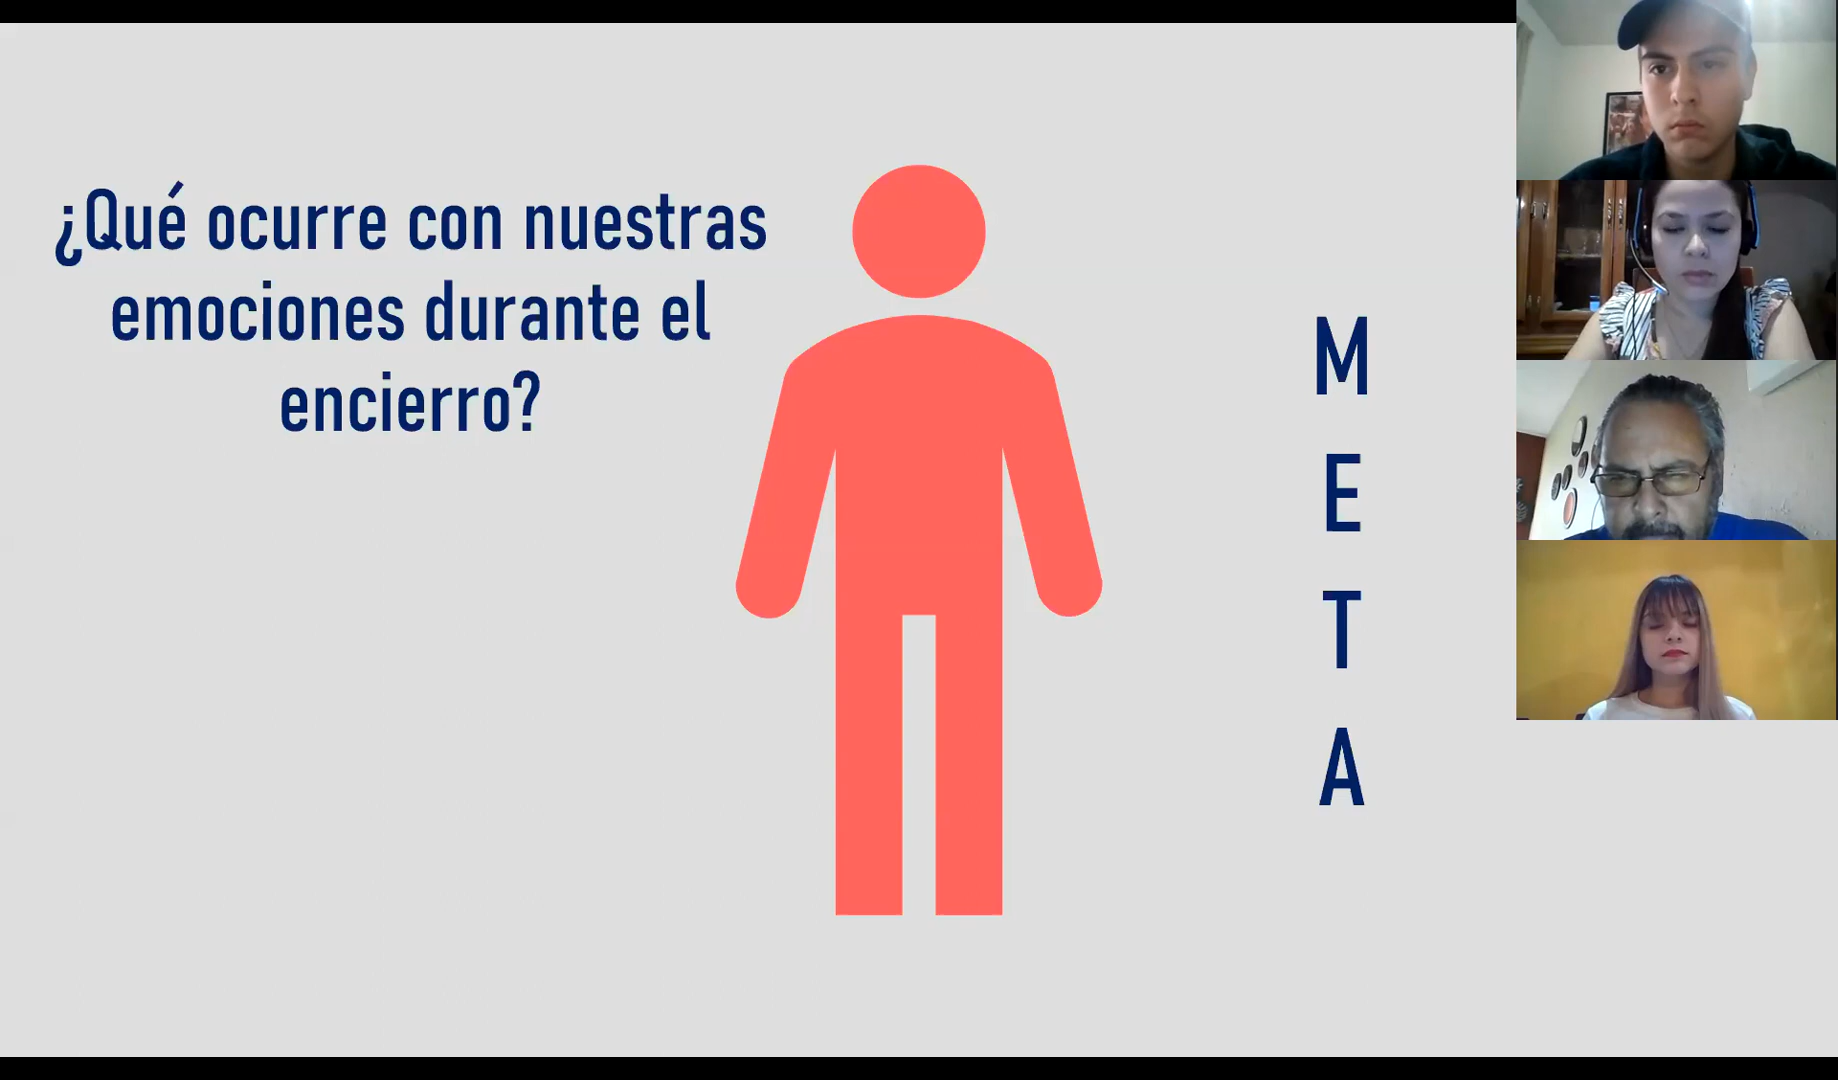 ¿Qué ocurre con nuestras
emociones durante el
encierro?
M
E
T
A